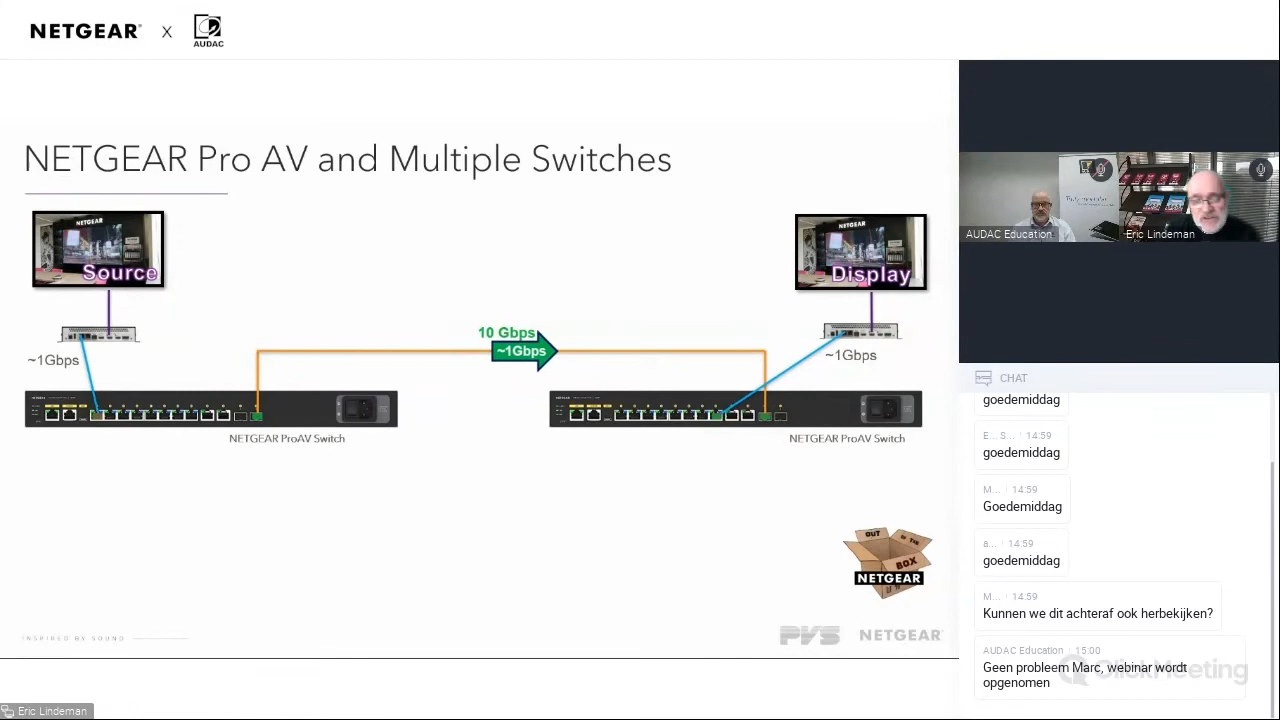 NETGEAR X AUDAC
NETGEAR Pro AV and Multiple Switches
NETGEAR
Source
NETGEAR
Display
~1Gbps
10 Gbps
~1Gbps
~1Gbps
NETGEAR ProAV Switch
NETGEAR ProAV Switch
OUT IN THE BOX
NETGEAR
INSPIRED BY SOUND
PVS NETGEAR
Eric Lindeman
AUDAC Education
Eric Lindeman
CHAT
goedemiddag
E... S... 14:59
goedemiddag
M... 14:59
Goedemiddag
a... 14:59
goedemiddag
M... 14:59
Kunnen we dit achteraf ook herbekijken?
AUDAC Education 15:00
Geen probleem Marc, webinar wordt
opgenomen
ClickMeeting